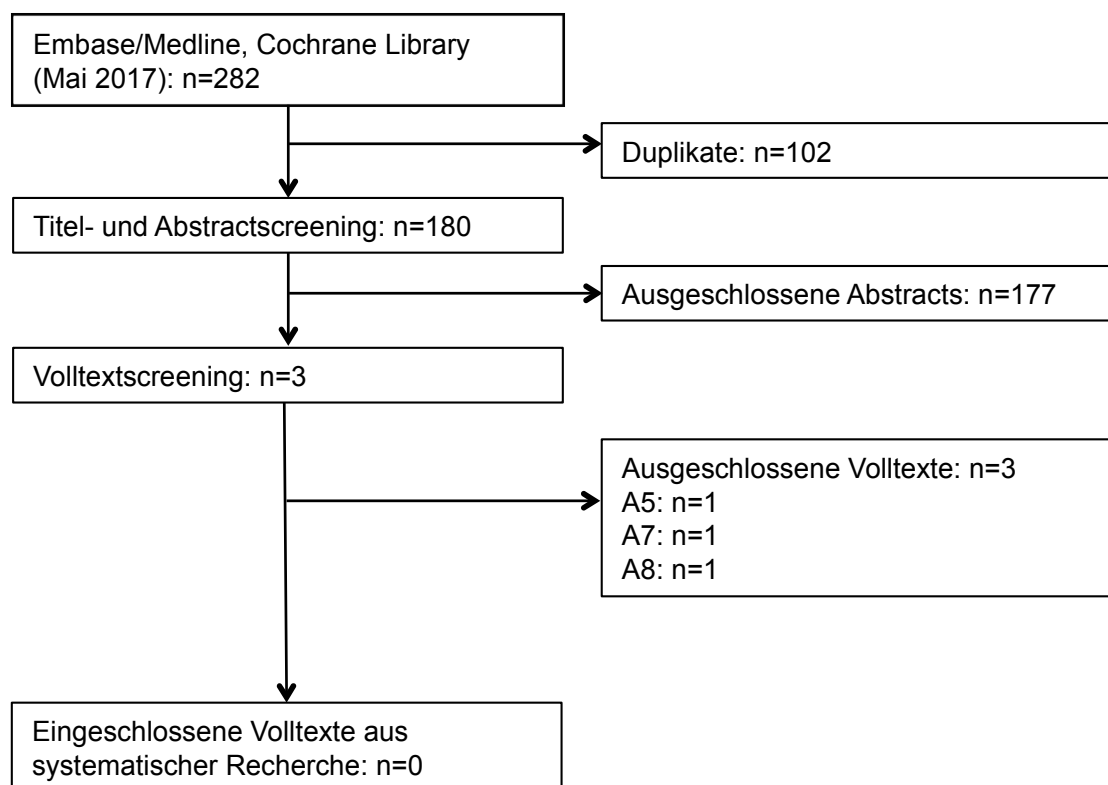 Embase/Medline, Cochrane Library
(Mai 2017): n=282
Duplikate: n=102
Titel- und Abstractscreening: n=180
Ausgeschlossene Abstracts: n=177
Volltextscreening: n=3
Ausgeschlossene Volltexte: n=3
A5: n=1
A7: n=1
A8: n=1
Eingeschlossene Volltexte aus
systematischer Recherche: n=0